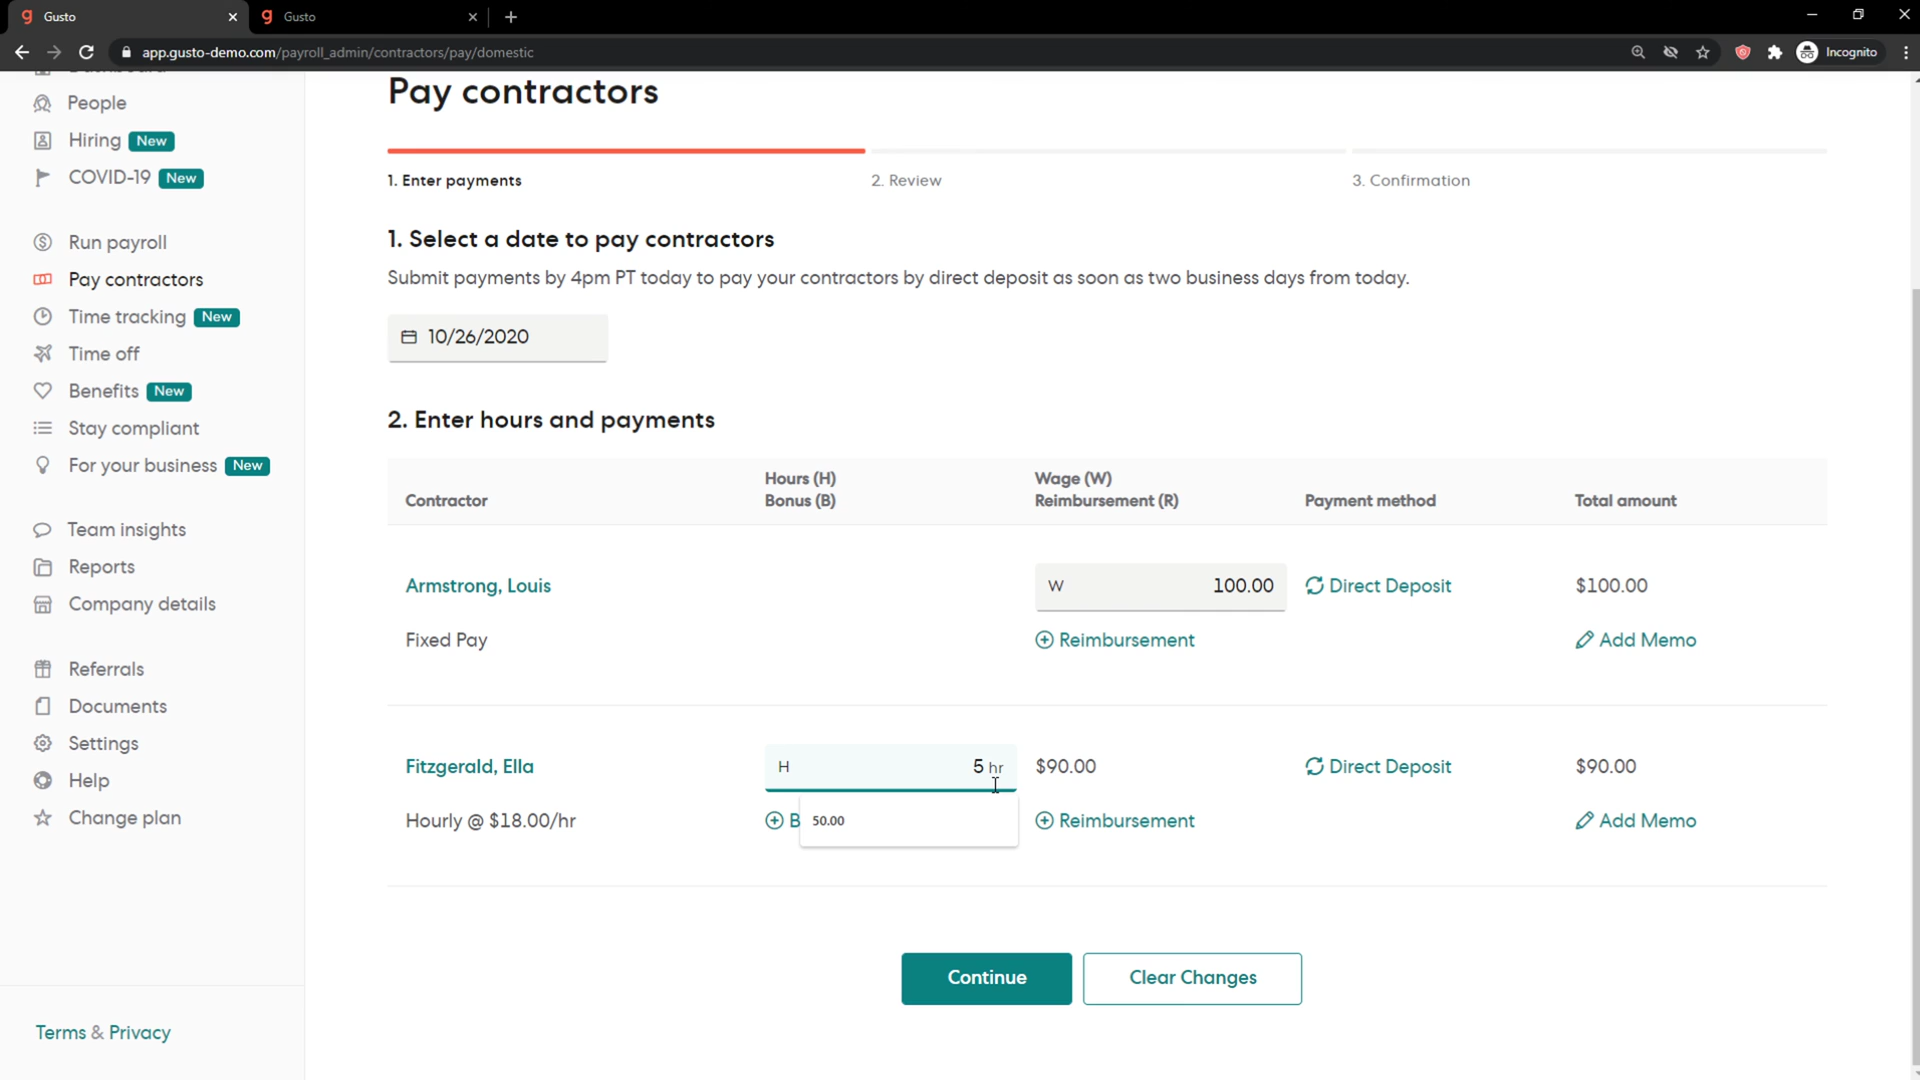 Gusto
Gusto
app.gusto-demo.com/payroll_admin/contractors/pay/domestic
Incognito
Dashboard
People
Hiring New
COVID-19 New
Run payroll
Pay contractors
Time tracking New
Time off
Benefits New
Stay compliant
For your business New
Team insights
Reports
Company details
Referrals
Documents
Settings
Help
Change plan
Terms & Privacy
Pay contractors
1. Enter payments
2. Review
3. Confirmation
1. Select a date to pay contractors
Submit payments by 4pm PT today to pay your contractors by direct deposit as soon as two business days from today.
10/26/2020
2. Enter hours and payments
Contractor
Hours (H)
Bonus (B)
Wage (W)
Reimbursement (R)
Payment method
Total amount
Armstrong, Louis
W 100.00
Direct Deposit
$100.00
Fixed Pay
Reimbursement
Add Memo
Fitzgerald, Ella
H 5 hr
$90.00
Direct Deposit
$90.00
Hourly @ $18.00/hr
B
50.00
Reimbursement
Add Memo
Continue
Clear Changes